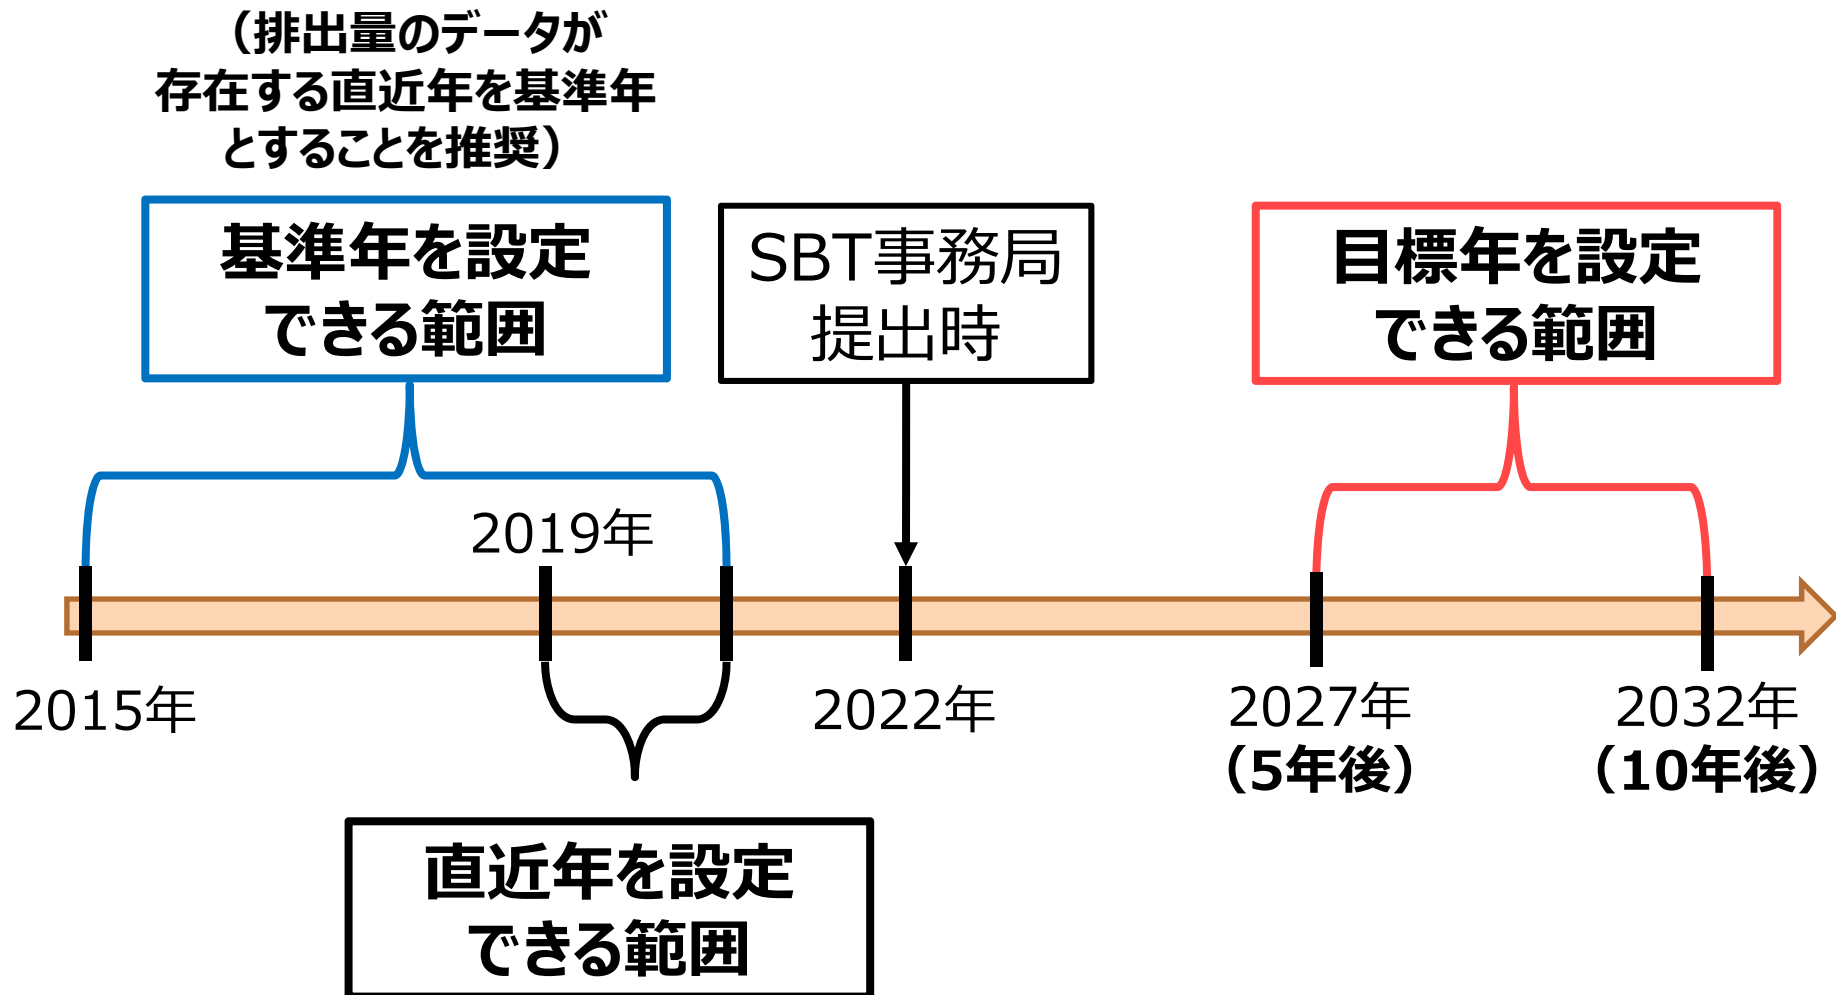 （排出量のデータが
存在する直近年を基準年
とすることを推奨）
基準年を設定
できる範囲
SBT事務局
提出時
目標年を設定
できる範囲
2019年
2015年
2022年
2027年
（5年後）
2032年
（10年後）
直近年を設定
できる範囲